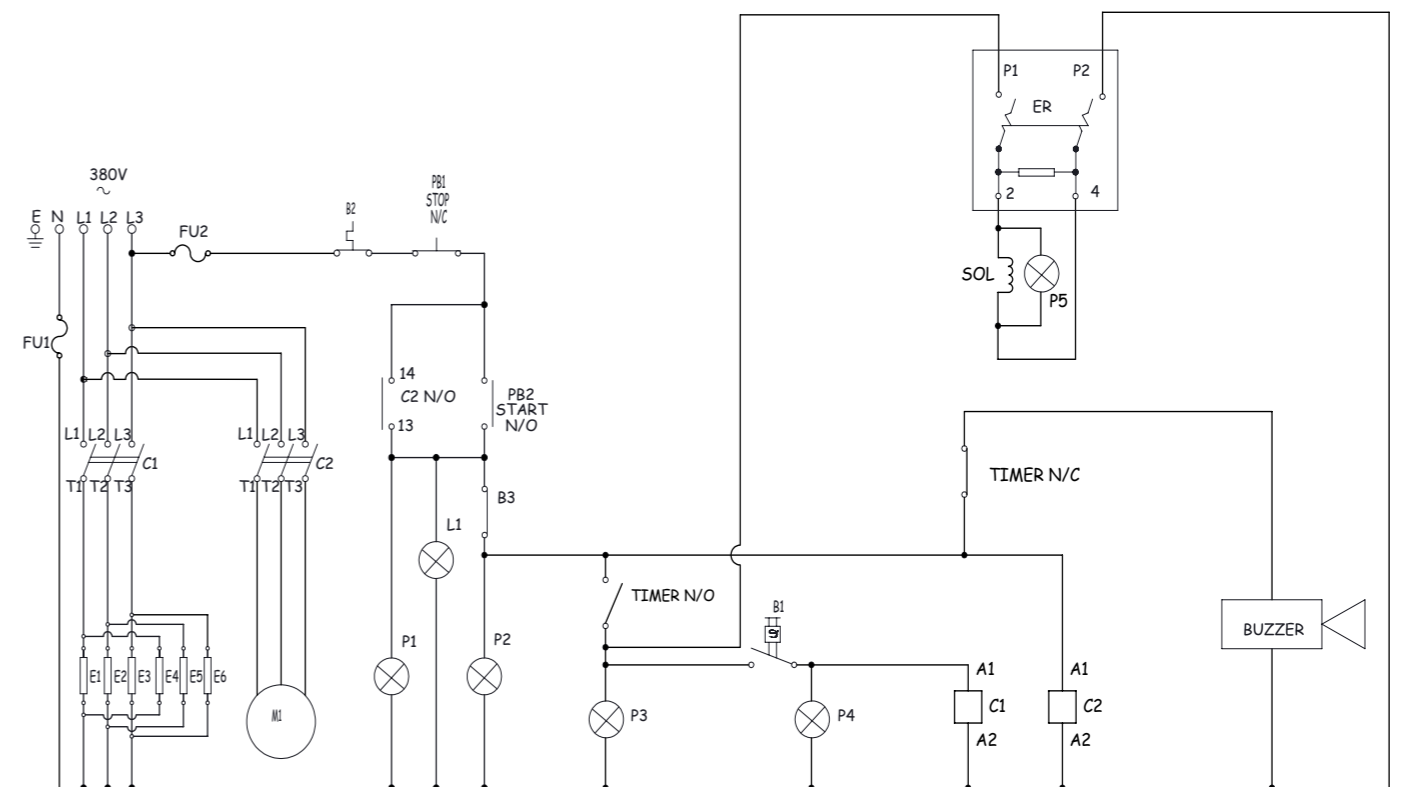 P1 P2
ER
2 4
380V
~
E N L1 L2 L3
FU2
B2
PB1
STOP
N/C
SOL
P5
FU1
14
C2 N/O
13
PB2
START
N/O
L1 L2 L3
C1
T1 T2 T3
L1 L2 L3
C2
T1 T2 T3
B3
TIMER N/C
L1
TIMER N/O
B1
BUZZER
P1
P2
E1 E2 E3 E4 E5 E6
M1
P3
P4
A1
C1
A2
A1
C2
A2